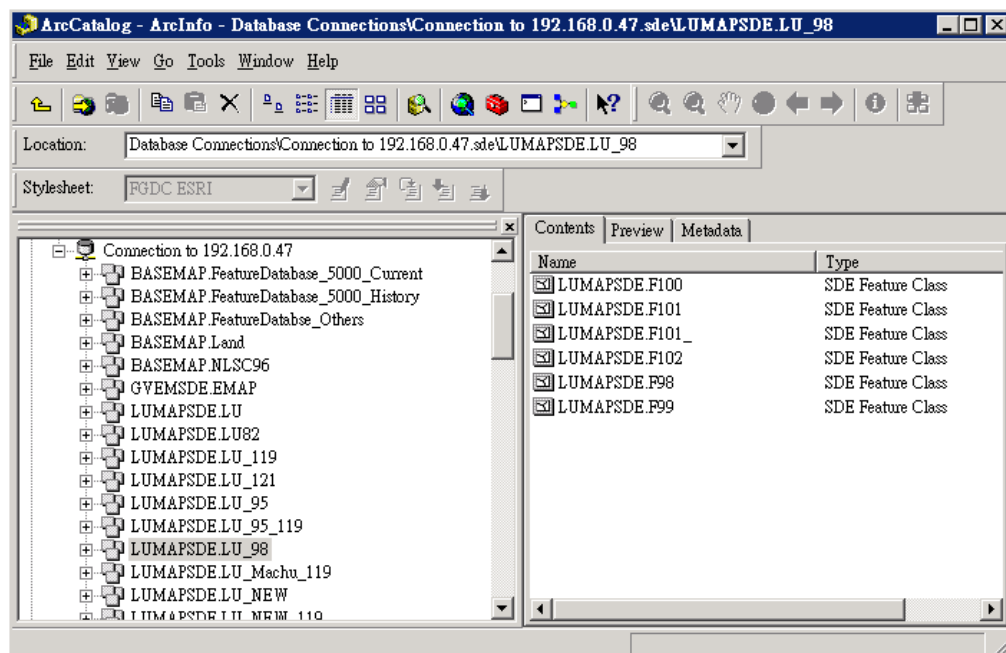 ArcCatalog - ArcInfo - Database Connections\Connection to 192.168.0.47.sde\LUMAPSDE.LU_98
File Edit View Go Tools Window Help
Location: Database Connections\Connection to 192.168.0.47.sde\LUMAPSDE.LU_98
Stylesheet: FGDC ESRI
Connection to 192.168.0.47
BASEMAP.FeatureDatabase_5000_Current
BASEMAP.FeatureDatabase_5000_History
BASEMAP.FeatureDatabse_Others
BASEMAP.Land
BASEMAP.NLSC96
GVEMSDE.EMAP
LUMAPSDE.LU
LUMAPSDE.LU82
LUMAPSDE.LU_119
LUMAPSDE.LU_121
LUMAPSDE.LU_95
LUMAPSDE.LU_95_119
LUMAPSDE.LU_98
LUMAPSDE.LU_Machu_119
LUMAPSDE.LU_NEW
LUMAPSDE.LU_NEW_119
Contents Preview Metadata
Name Type
LUMAPSDE.F100 SDE Feature Class
LUMAPSDE.F101 SDE Feature Class
LUMAPSDE.F101_ SDE Feature Class
LUMAPSDE.F102 SDE Feature Class
LUMAPSDE.F98 SDE Feature Class
LUMAPSDE.F99 SDE Feature Class